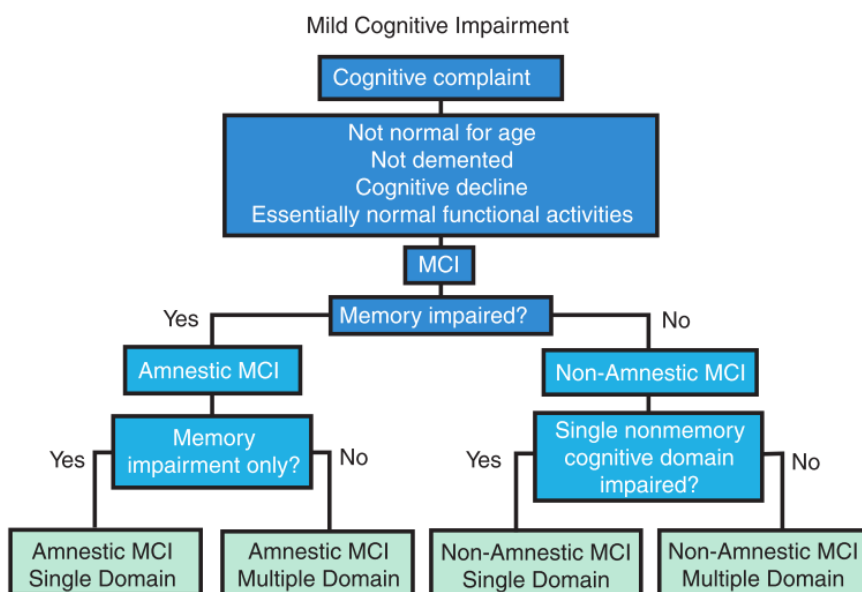 Mild Cognitive Impairment
Cognitive complaint
Not normal for age
Not demented
Cognitive decline
Essentially normal functional activities
MCI
Memory impaired?
Yes
No
Amnestic MCI
Non-Amnestic MCI
Memory
impairment only?
Yes
No
Single nonmemory
cognitive domain
impaired?
Yes
No
Amnestic MCI
Single Domain
Amnestic MCI
Multiple Domain
Non-Amnestic MCI
Single Domain
Non-Amnestic MCI
Multiple Domain